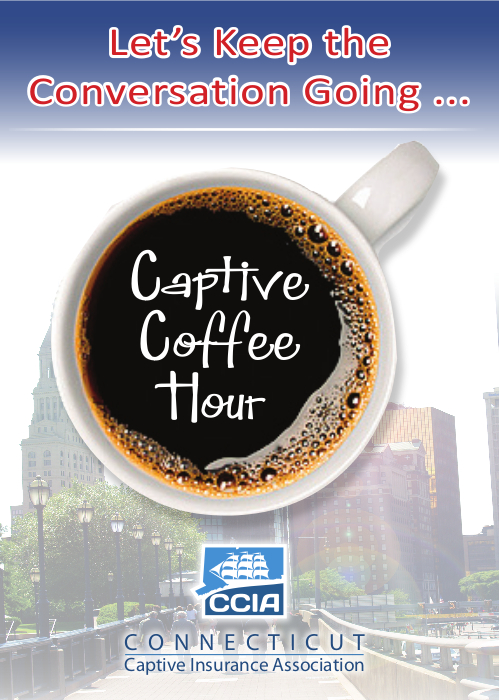 Let's Keep the
Conversation Going ...
Captive
Coffee
Hour
CCIA
CONNECTICUT
Captive Insurance Association